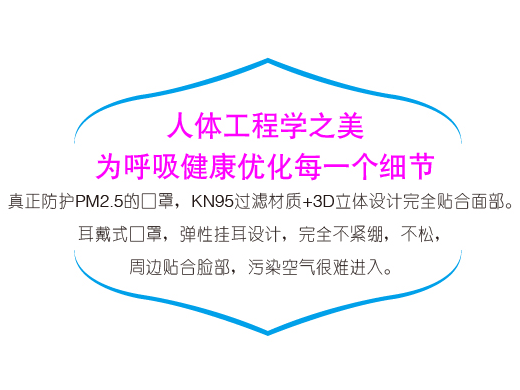 人体工程学之美
为呼吸健康优化每一个细节
真正防护PM2.5的口罩，KN95过滤材质+3D立体设计完全贴合面部。
耳戴式口罩，弹性挂耳设计，完全不紧绷，不松，
周边贴合脸部，污染空气很难进入。